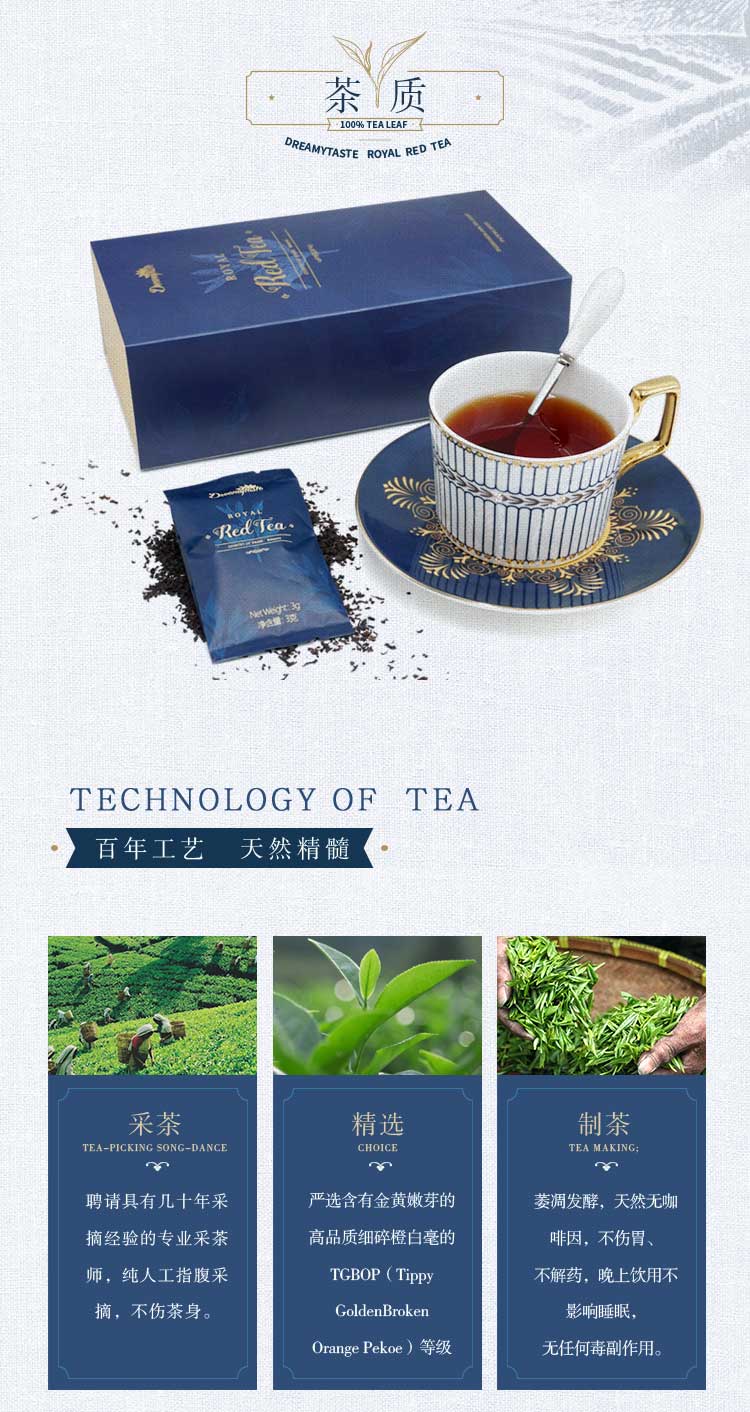 茶 质
100% TEA LEAF
DREAMYTASTE ROYAL RED TEA
ROYAL
Red Tea
Dreamytaste
ROYAL
Red Tea
Net Weight: 3g
净含量: 3克
TECHNOLOGY OF TEA
百年工艺 天然精髓
采茶
TEA-PICKING SONG-DANCE
聘请具有几十年采
摘经验的专业采茶
师，纯人工指腹采
摘，不伤茶身。
精选
CHOICE
严选含有金黄嫩芽的
高品质细碎橙白毫的
TGBOP（Tippy
GoldenBroken
Orange Pekoe）等级
制茶
TEA MAKING;
萎凋发酵，天然无咖
啡因，不伤胃、
不解药，晚上饮用不
影响睡眠，
无任何毒副作用。